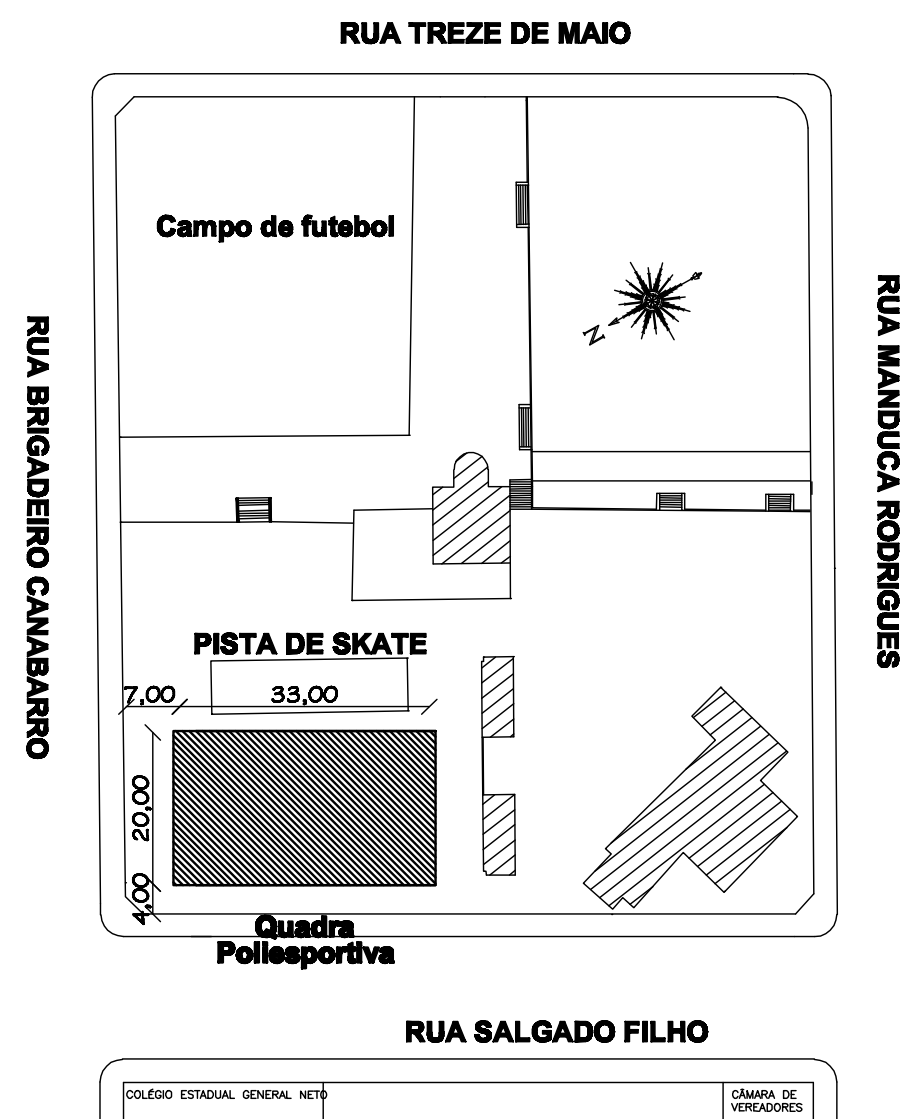 RUA TREZE DE MAIO
Campo de futebol
N
RUA MANDUCA RODRIGUES
RUA BRIGADEIRO CANABARRO
PISTA DE SKATE
7,00
33,00
20,00
4,00
Quadra
Poliesportiva
RUA SALGADO FILHO
COLÉGIO ESTADUAL GENERAL NETO
CÂMARA DE
VEREADORES